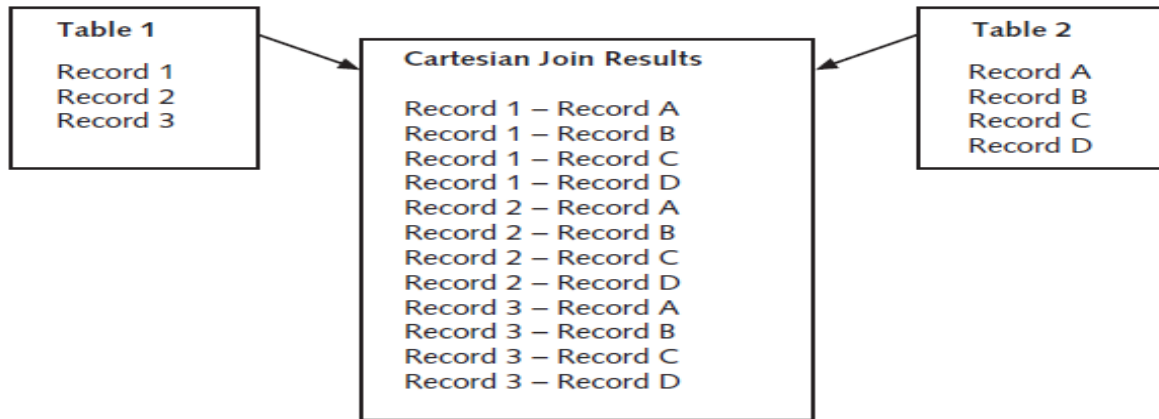 Table 1
Record 1
Record 2
Record 3
Cartesian Join Results
Record 1 – Record A
Record 1 – Record B
Record 1 – Record C
Record 1 – Record D
Record 2 – Record A
Record 2 – Record B
Record 2 – Record C
Record 2 – Record D
Record 3 – Record A
Record 3 – Record B
Record 3 – Record C
Record 3 – Record D
Table 2
Record A
Record B
Record C
Record D